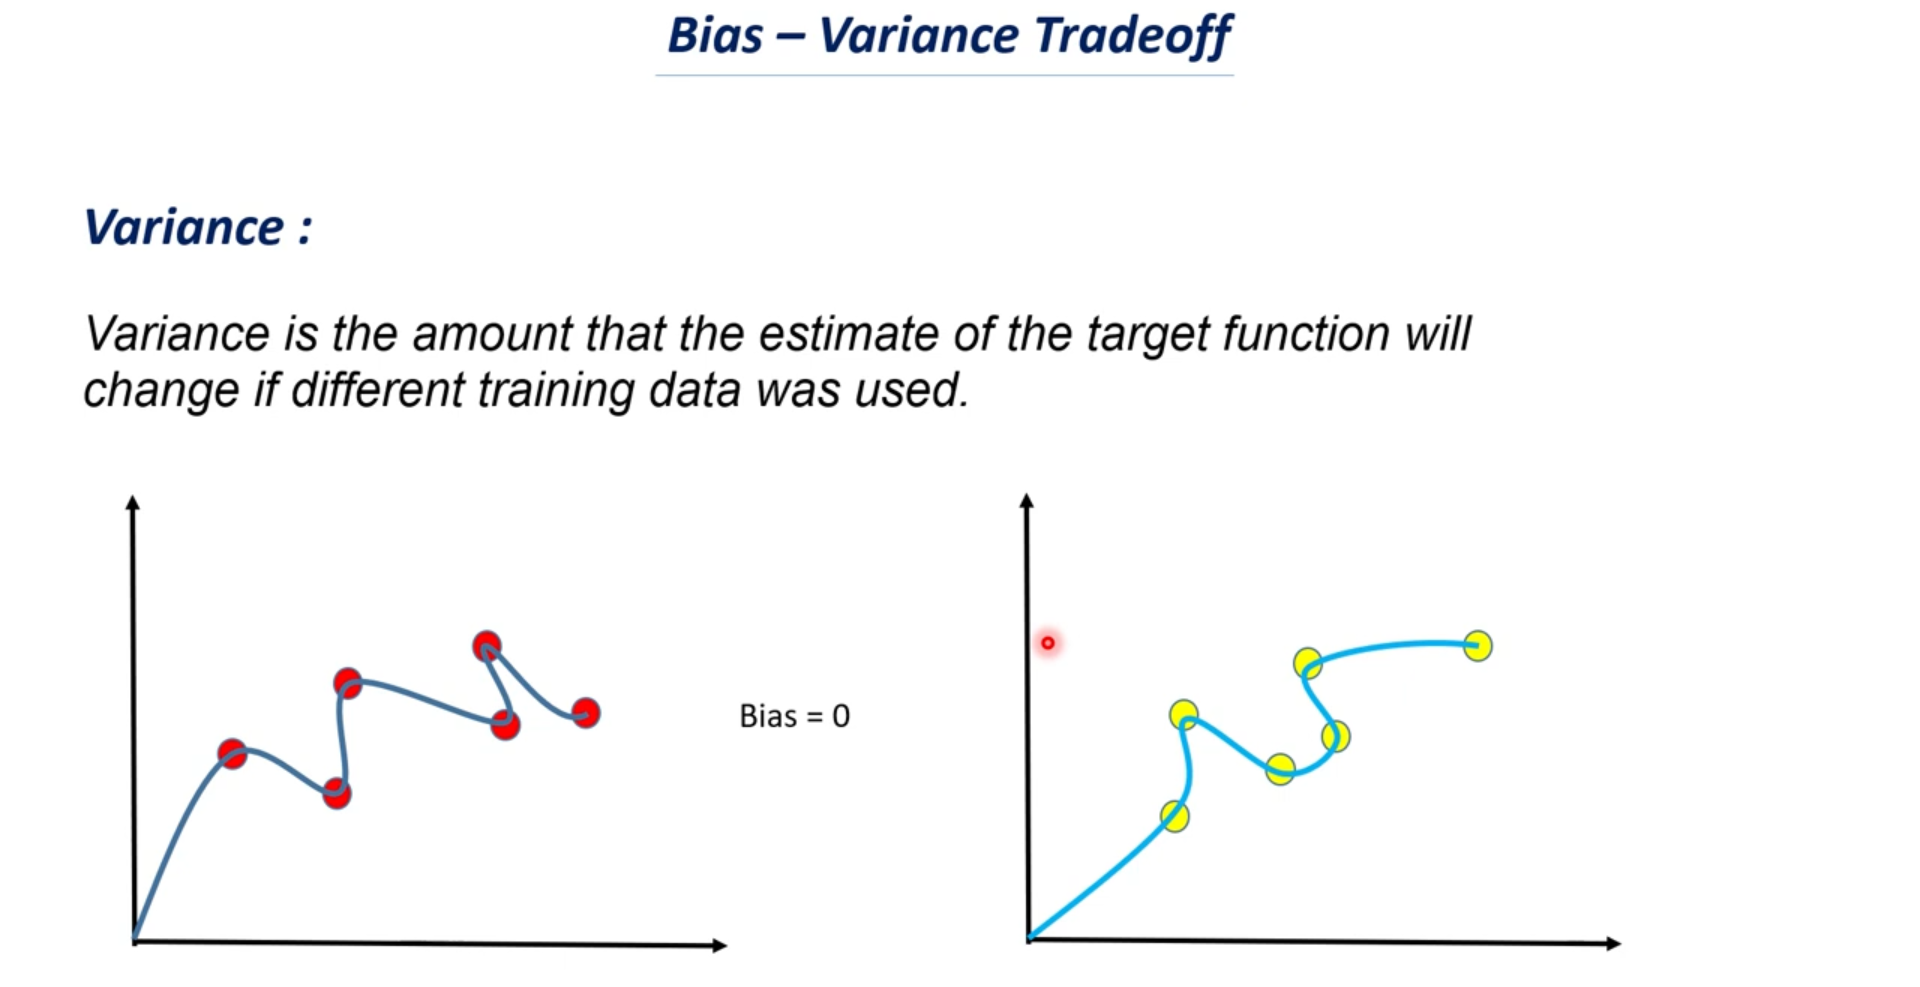 Bias – Variance Tradeoff
Variance :
Variance is the amount that the estimate of the target function will
change if different training data was used.
Bias = 0